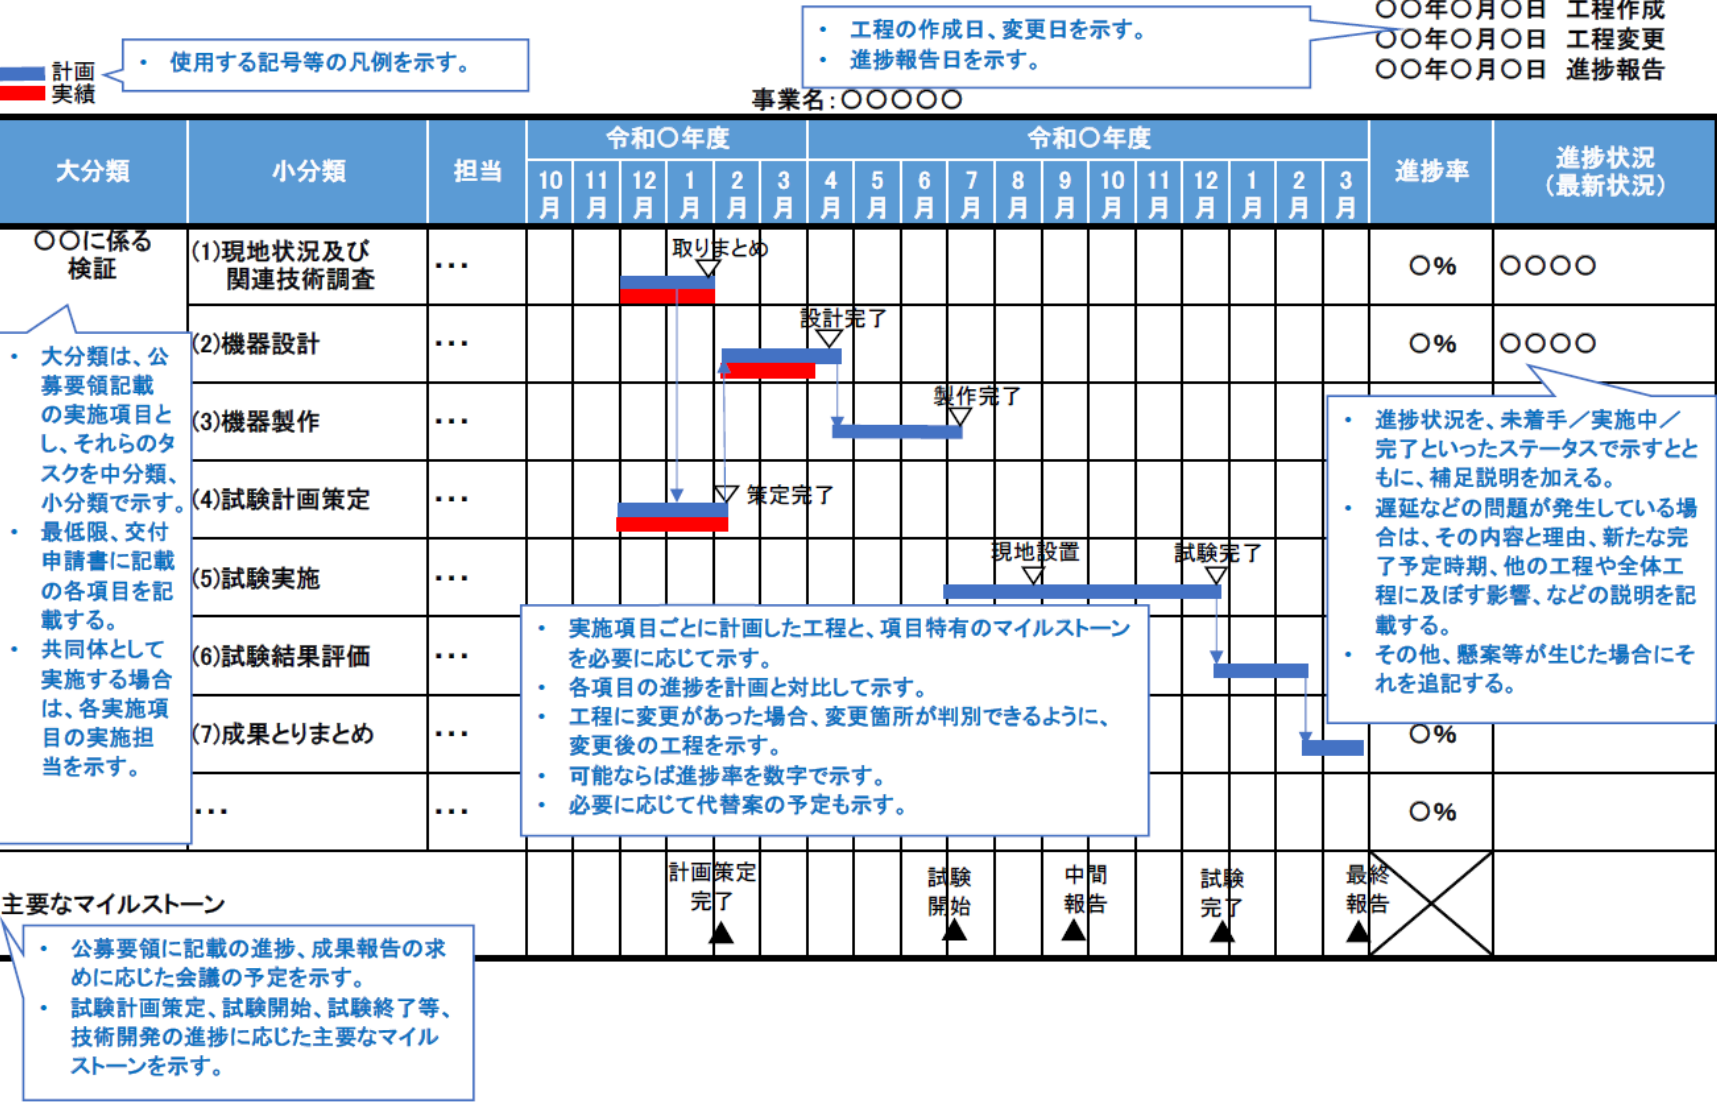 〇〇年〇月〇日 工程作成
〇〇年〇月〇日 工程変更
〇〇年〇月〇日 進捗報告
・ 工程の作成日、変更日を示す。
・ 進捗報告日を示す。
計画
実績
・ 使用する記号等の凡例を示す。
事業名:〇〇〇〇〇
大分類 小分類 担当 令和〇年度 令和〇年度 進捗率 進捗状況
(最新状況)
10月 11月 12月 1月 2月 3月 4月 5月 6月 7月 8月 9月 10月 11月 12月 1月 2月 3月
〇〇に係る
検証
(1)現地状況及び
関連技術調査
・・・
取りまとめ
〇%
〇〇〇〇
(2)機器設計
・・・
設計完了
〇%
〇〇〇〇
(3)機器製作
・・・
製作完了
(4)試験計画策定
・・・
策定完了
(5)試験実施
・・・
現地設置
試験完了
(6)試験結果評価
・・・
(7)成果とりまとめ
・・・
〇%
・・・
・・・
〇%
・ 大分類は、公
募要領記載
の実施項目と
し、それらのタ
スクを中分類、
小分類で示す。
・ 最低限、交付
申請書に記載
の各項目を記
載する。
・ 共同体として
実施する場合
は、各実施項
目の実施担
当を示す。
・ 実施項目ごとに計画した工程と、項目特有のマイルストーン
を必要に応じて示す。
・ 各項目の進捗を計画と対比して示す。
・ 工程に変更があった場合、変更箇所が判別できるように、
変更後の工程を示す。
・ 可能ならば進捗率を数字で示す。
・ 必要に応じて代替案の予定も示す。
・ 進捗状況を、未着手/実施中/
完了といったステータスで示すとと
もに、補足説明を加える。
・ 遅延などの問題が発生している場
合は、その内容と理由、新たな完
了予定時期、他の工程や全体工
程に及ぼす影響、などの説明を記
載する。
・ その他、懸案等が生じた場合にそ
れを追記する。
主要なマイルストーン
計画策定
完了
試験
開始
中間
報告
試験
完了
最終
報告
・ 公募要領に記載の進捗、成果報告の求
めに応じた会議の予定を示す。
・ 試験計画策定、試験開始、試験終了等、
技術開発の進捗に応じた主要なマイル
ストーンを示す。